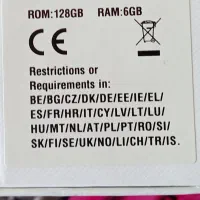 ROM:128GB RAM:6GB
CE
Restrictions or
Requirements in:
BE/BG/CZ/DK/DE/EE/IE/EL/
ES/FR/HR/IT/CY/LV/LT/LU/
HU/MT/NL/AT/PL/PT/RO/SI/
SK/FI/SE/UK/NO/LI/CH/TR/IS.